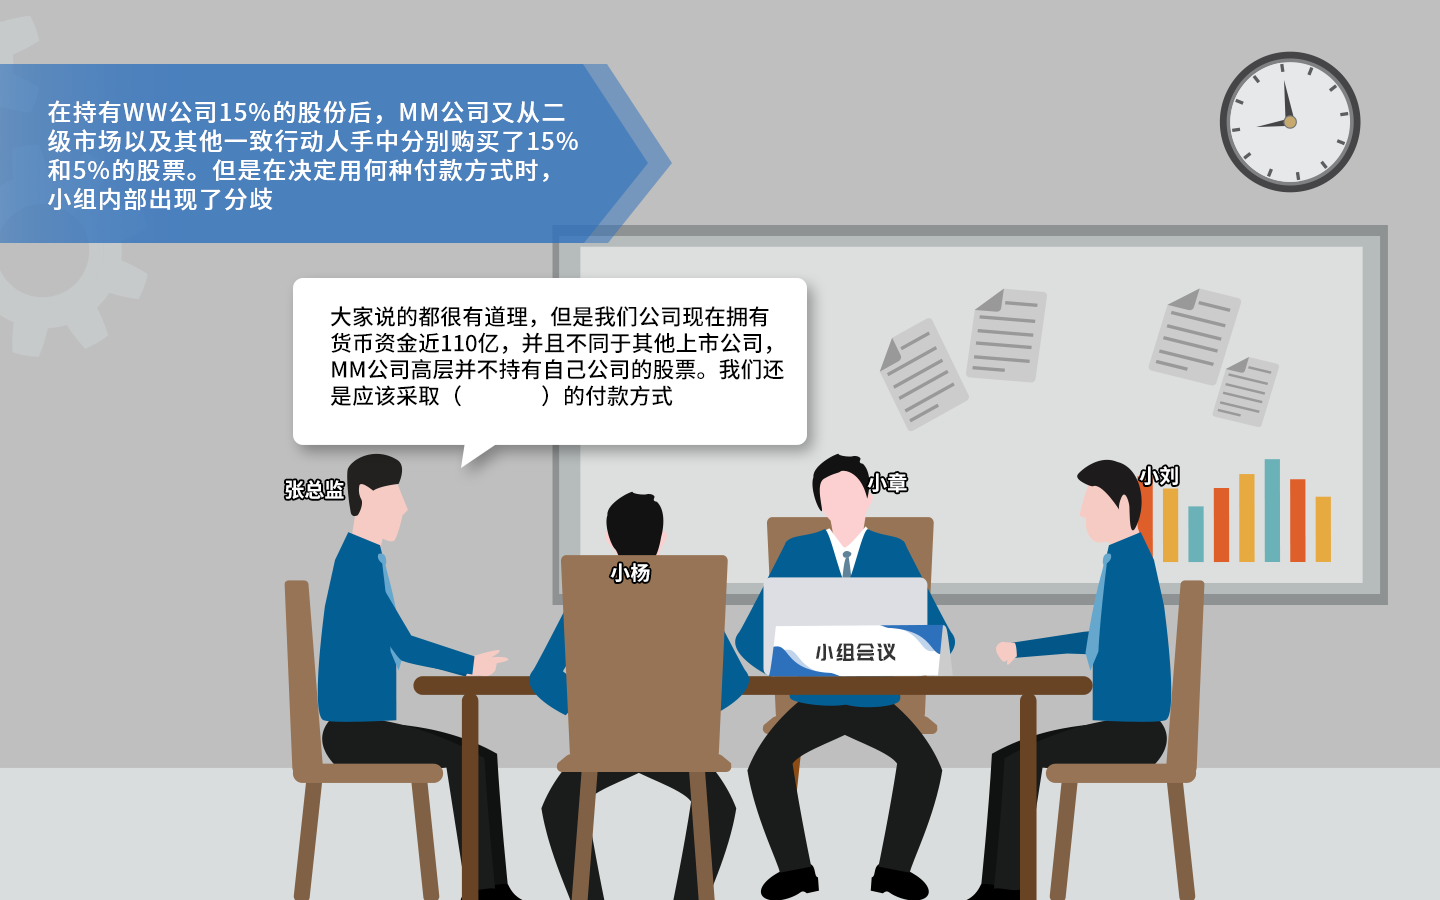 在持有WW公司15%的股份后，MM公司又从二
级市场以及其他一致行动人手中分别购买了15%
和5%的股票。但是在决定用何种付款方式时，
小组内部出现了分歧
大家说的都很有道理，但是我们公司现在拥有
货币资金近110亿，并且不同于其他上市公司，
MM公司高层并不持有自己公司的股票。我们还
是应该采取（　　　）的付款方式
张总监
小杨
小章
小刘
小组会议